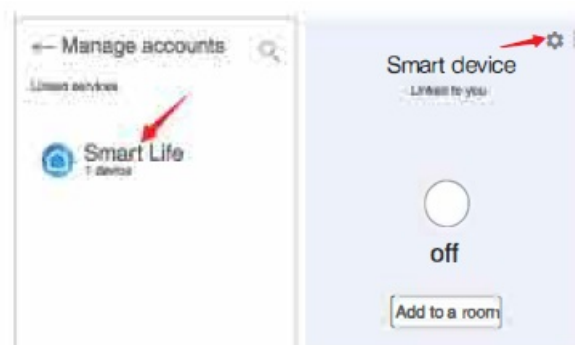 ← Manage accounts
Linked services
Smart Life
1 device
Smart device
Linked to you
off
Add to a room